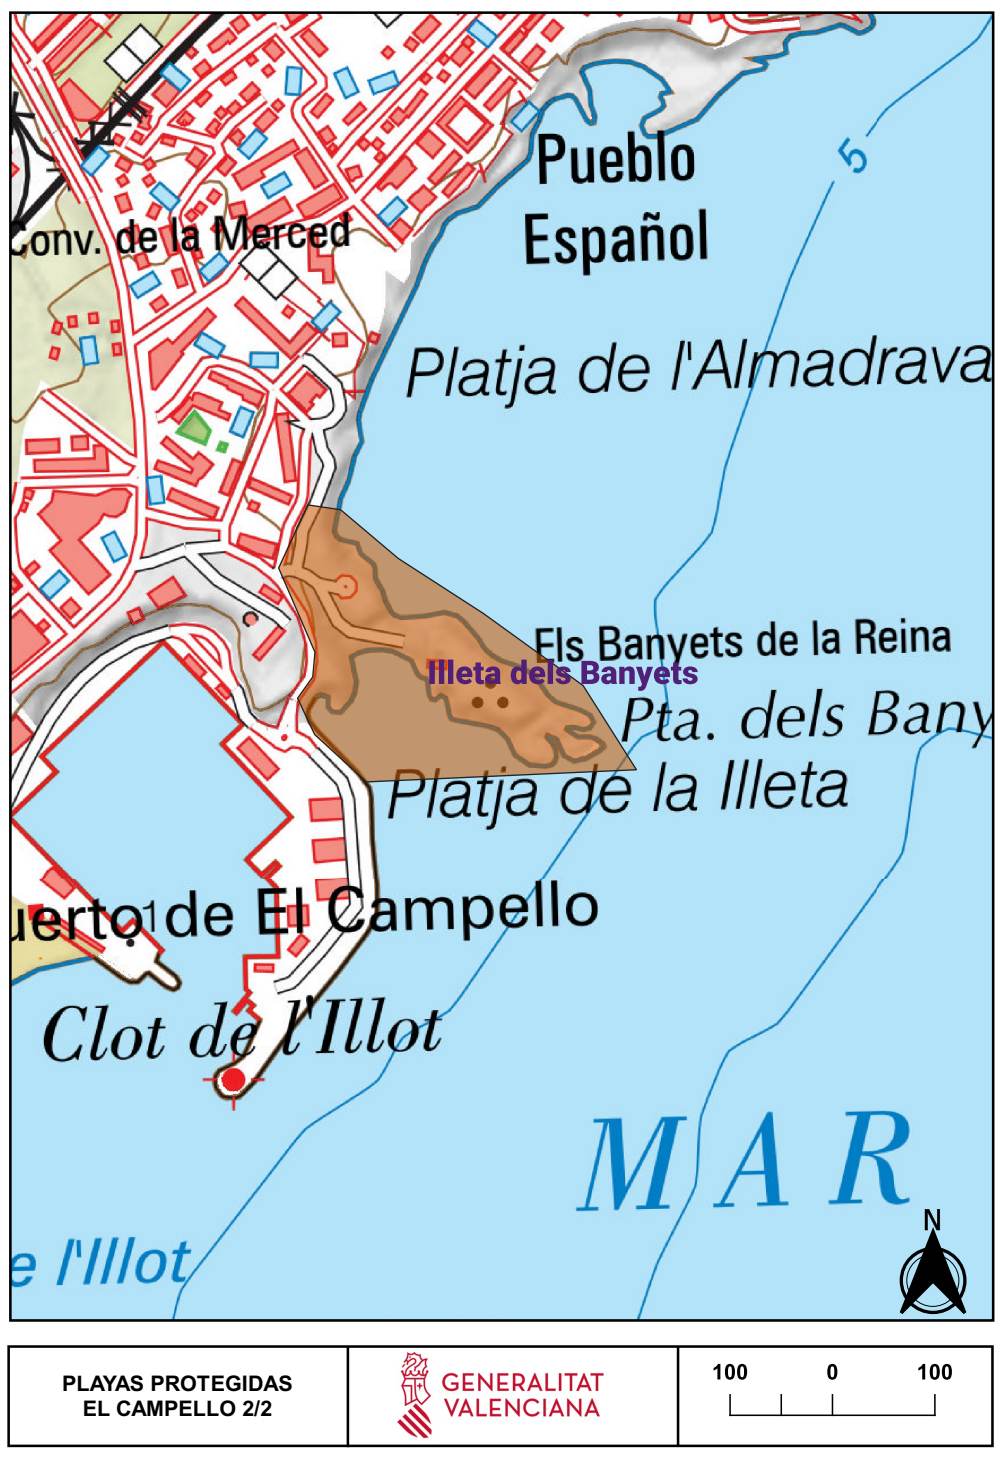 Pueblo
Español
5
Conv. de la Merced
Platja de l'Almadrava
Els Banyets de la Reina
Illeta dels Banyets
Pta. dels Bany
Platja de la Illeta
uerto de El Campello
1
Clot de l'Illot
MAR
e l'Illot
N
PLAYAS PROTEGIDAS
EL CAMPELLO 2/2
GENERALITAT
VALENCIANA
100 0 100